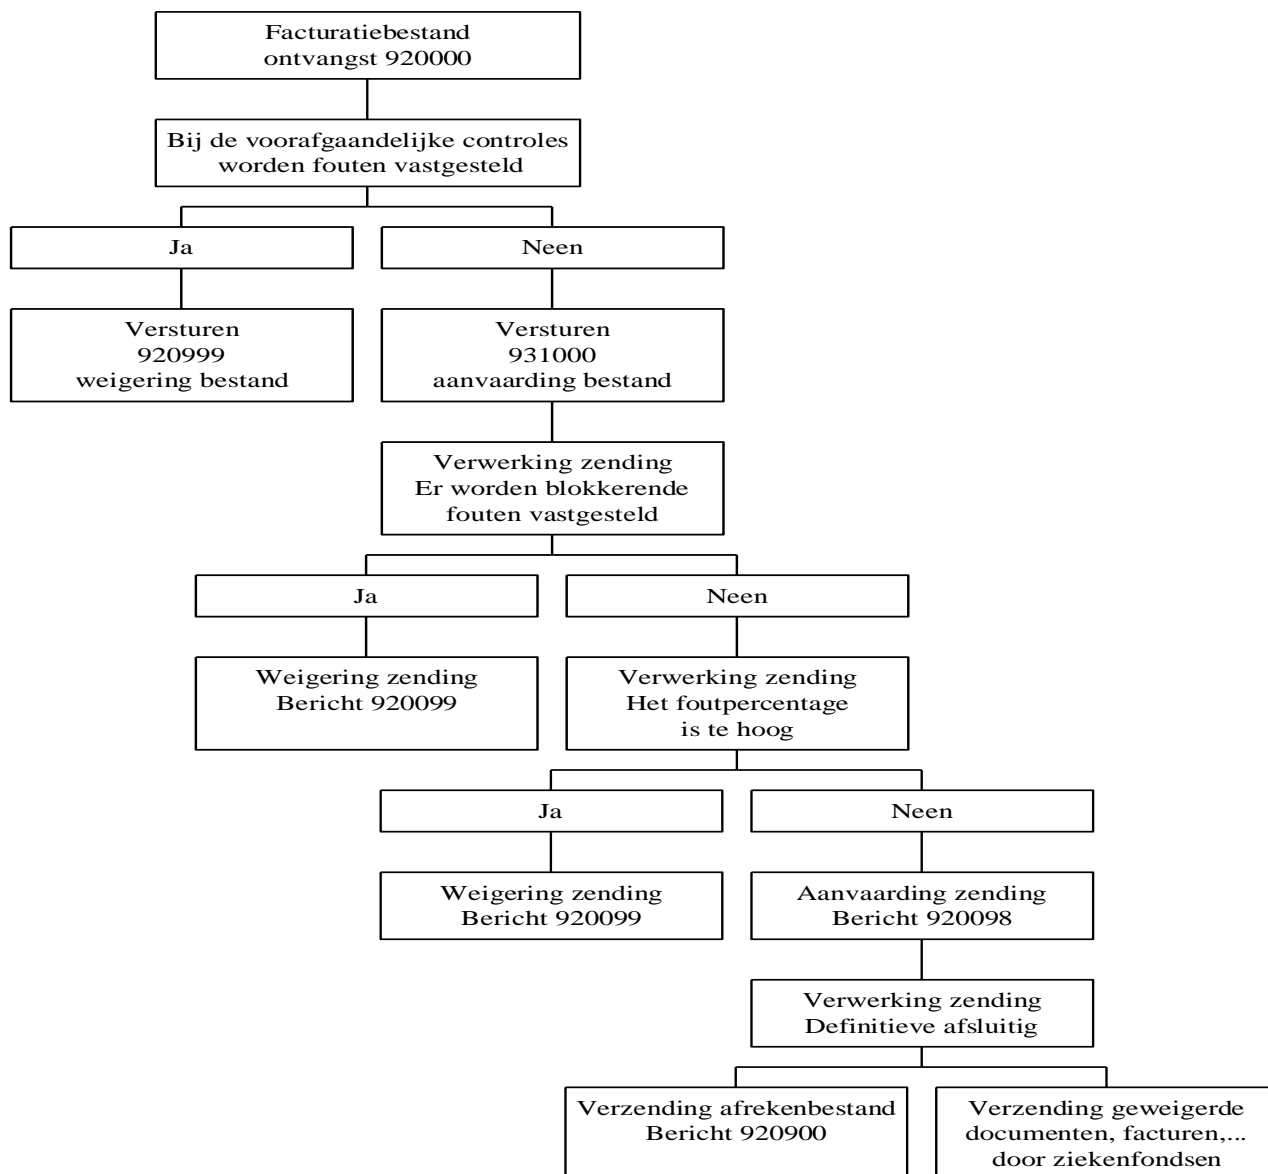 Facturatiebestand
ontvangst 920000
Bij de voorafgaandelijke controles
worden fouten vastgesteld
Ja
Neen
Versturen
920999
weigering bestand
Versturen
931000
aanvaarding bestand
Verwerking zending
Er worden blokkerende
fouten vastgesteld
Ja
Neen
Weigering zending
Bericht 920099
Verwerking zending
Het foutpercentage
is te hoog
Ja
Neen
Weigering zending
Bericht 920099
Aanvaarding zending
Bericht 920098
Verwerking zending
Definitieve afsluitig
Verzending afrekenbestand
Bericht 920900
Verzending geweigerde
documenten, facturen,...
door ziekenfondsen